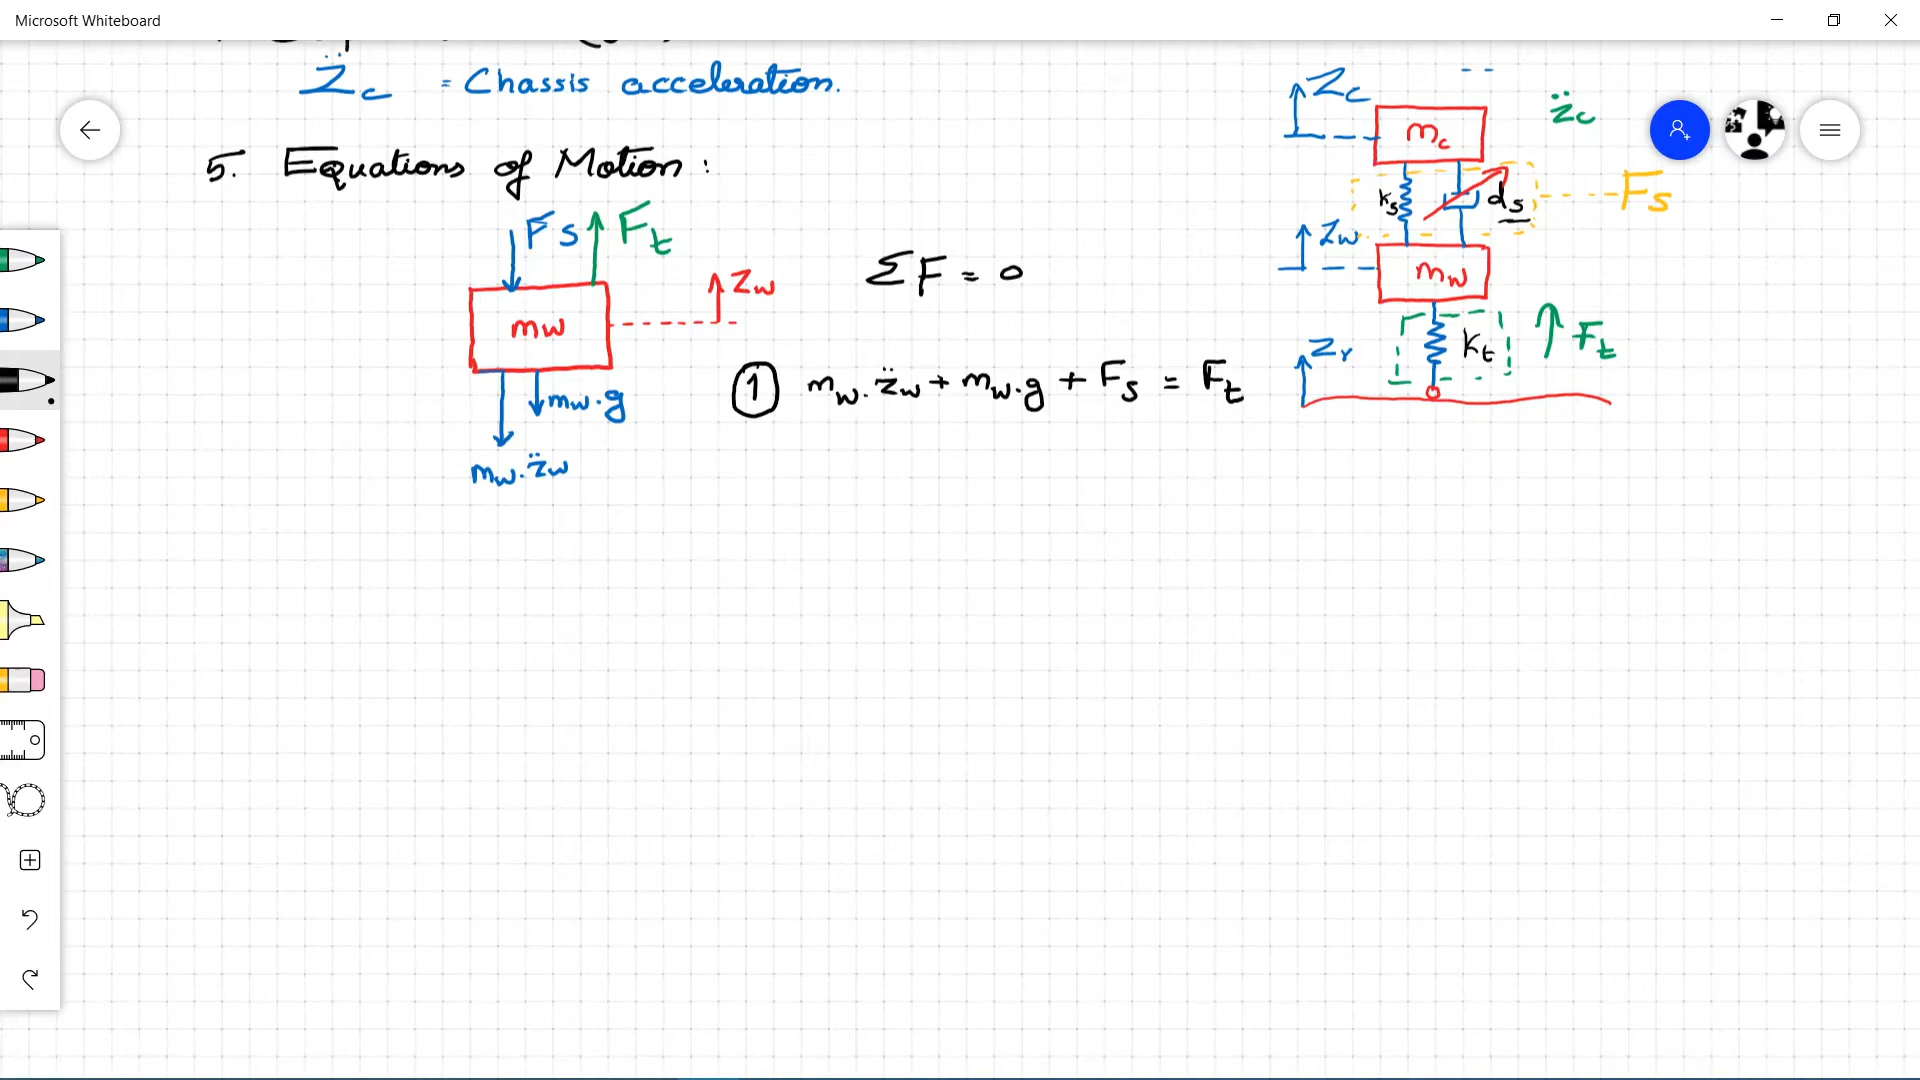 Microsoft Whiteboard
z̈c = Chassis acceleration.
5. Equations of Motion :
Fs Ft
mw
zw
mw.g
mw.z̈w
ΣF = 0
① mw.z̈w + mw.g + Fs = Ft
zc
mc
z̈c
ks
ds
Fs
zw
mw
zr
kt
Ft